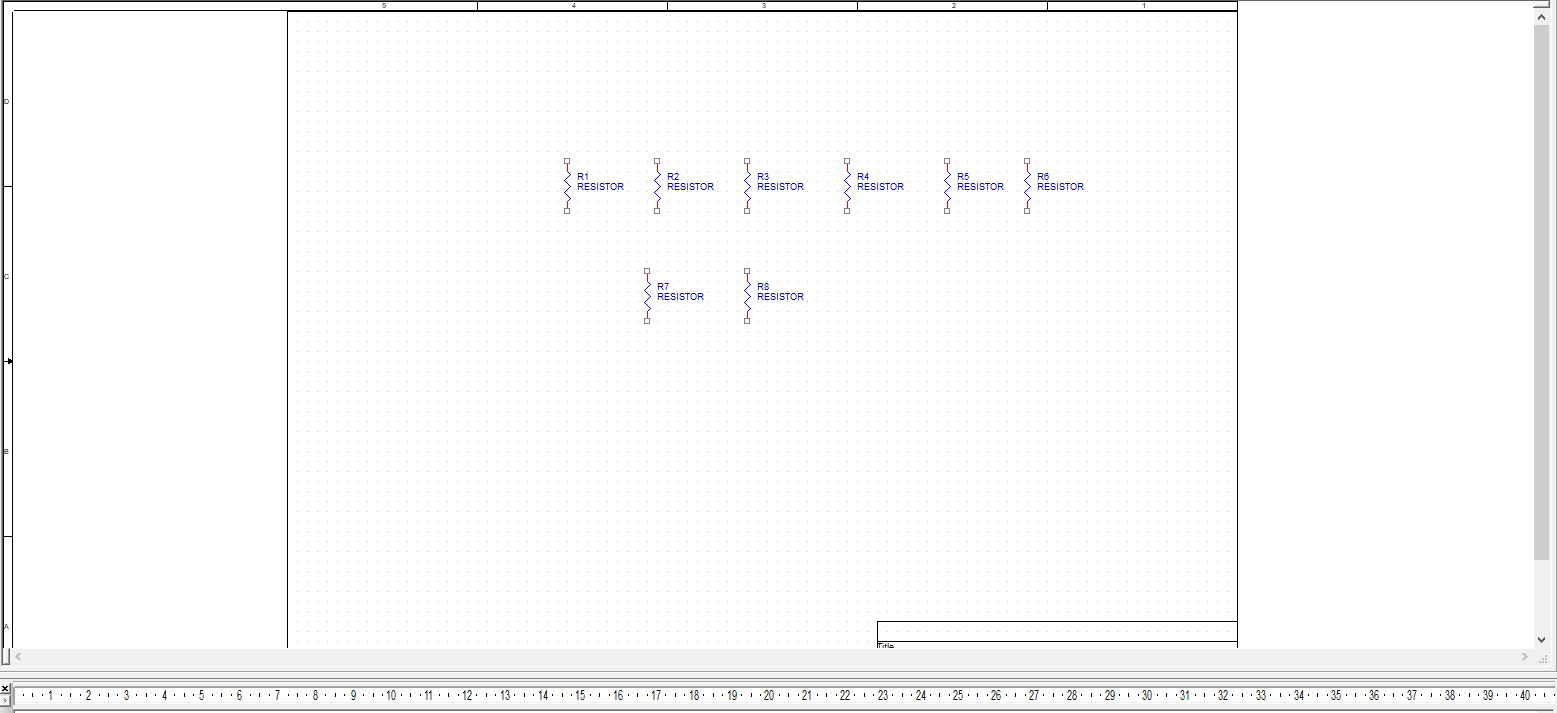 5 4 3 2 1
D
R1 R2 R3 R4 R5 R6
RESISTOR RESISTOR RESISTOR RESISTOR RESISTOR RESISTOR
C
R7 R8
RESISTOR RESISTOR
B
A
Title
1 2 3 4 5 6 7 8 9 10 11 12 13 14 15 16 17 18 19 20 21 22 23 24 25 26 27 28 29 30 31 32 33 34 35 36 37 38 39 40